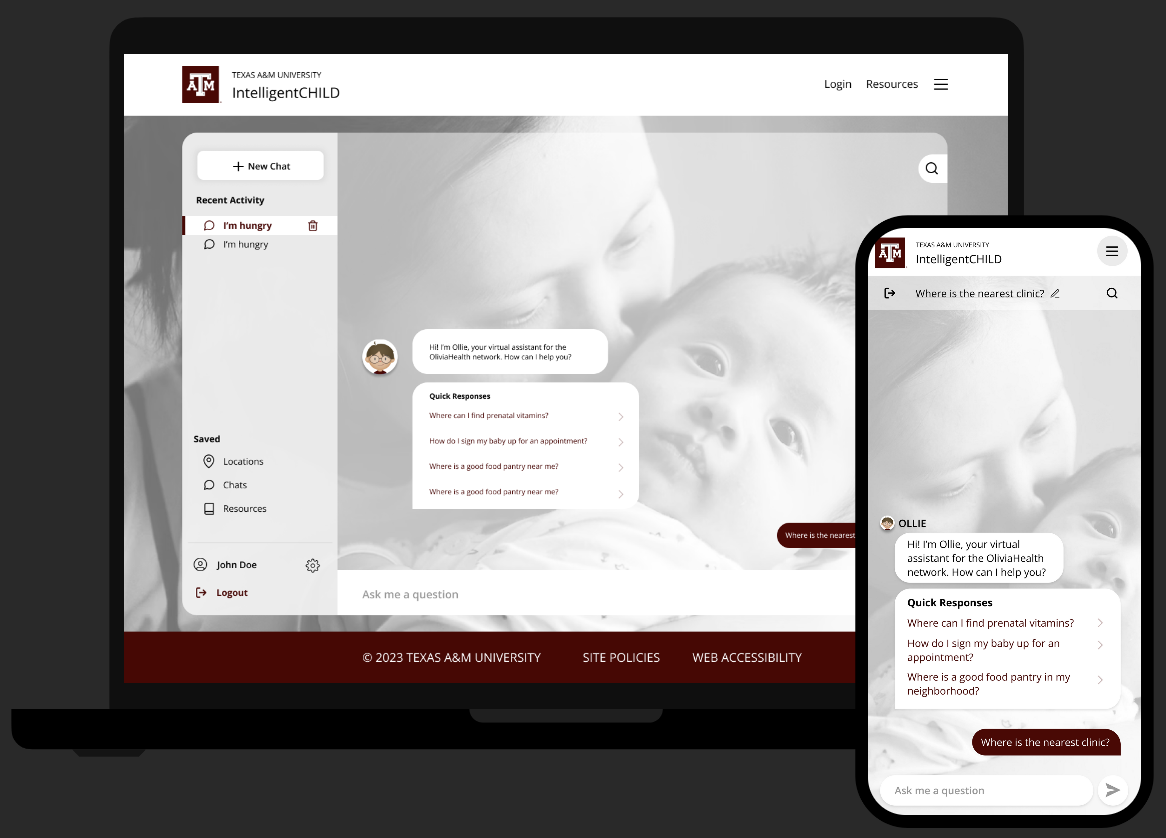 ATM
TEXAS A&M UNIVERSITY
IntelligentCHILD
Login
Resources
New Chat
Recent Activity
I'm hungry
I'm hungry
Saved
Locations
Chats
Resources
John Doe
Logout
Hi! I'm Ollie, your virtual assistant for the
OliviaHealth network. How can I help you?
Quick Responses
Where can I find prenatal vitamins?
How do I sign my baby up for an appointment?
Where is a good food pantry near me?
Where is a good food pantry near me?
Where is the nearest
Ask me a question
© 2023 TEXAS A&M UNIVERSITY
SITE POLICIES
WEB ACCESSIBILITY
ATM
TEXAS A&M UNIVERSITY
IntelligentCHILD
Where is the nearest clinic?
OLLIE
Hi! I'm Ollie, your virtual
assistant for the OliviaHealth
network. How can I help you?
Quick Responses
Where can I find prenatal vitamins?
How do I sign my baby up for an
appointment?
Where is a good food pantry in my
neighborhood?
Where is the nearest clinic?
Ask me a question